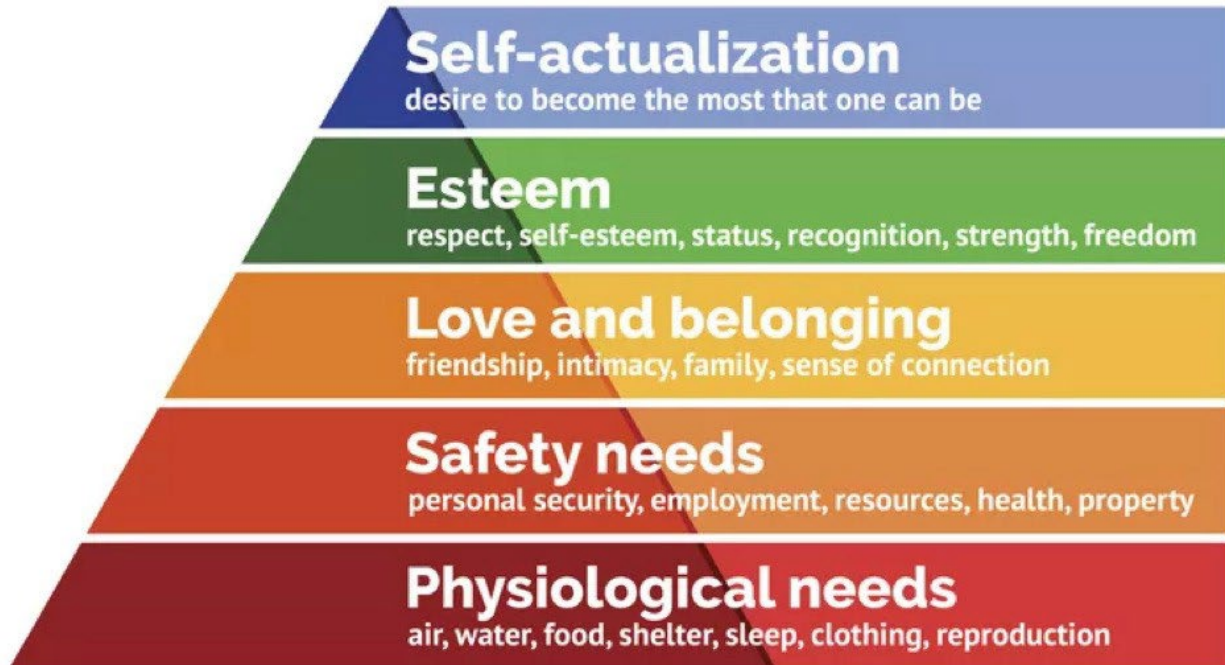 Self-actualization
desire to become the most that one can be
Esteem
respect, self-esteem, status, recognition, strength, freedom
Love and belonging
friendship, intimacy, family, sense of connection
Safety needs
personal security, employment, resources, health, property
Physiological needs
air, water, food, shelter, sleep, clothing, reproduction